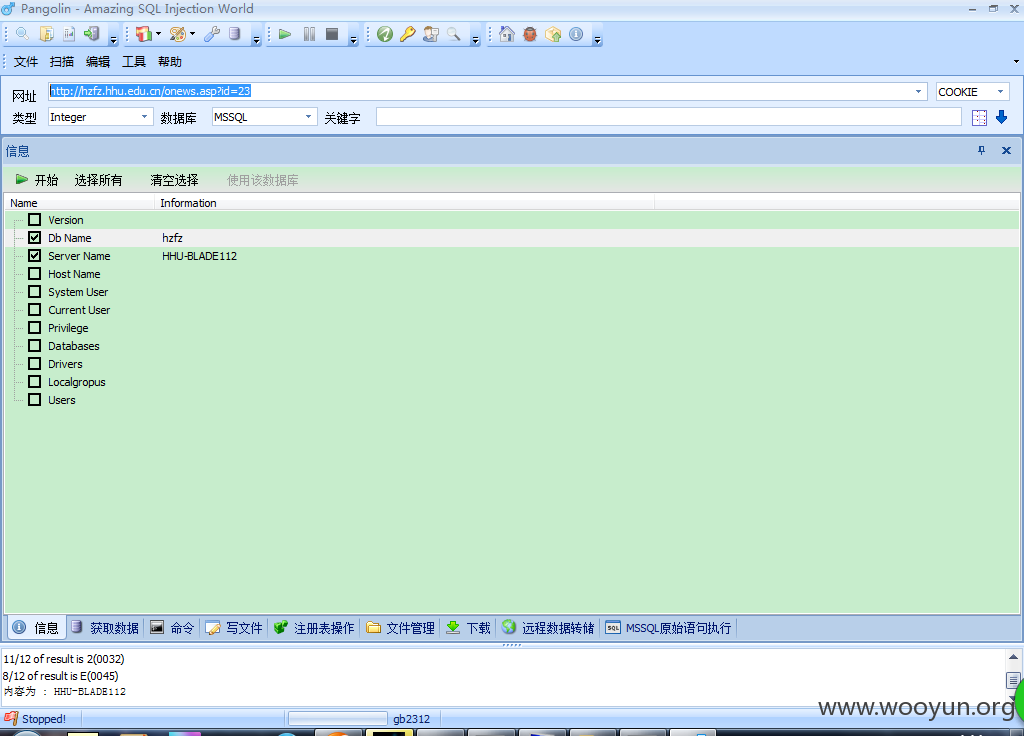 Pangolin - Amazing SQL Injection World
文件 扫描 编辑 工具 帮助
网址 http://hzfz.hhu.edu.cn/onews.asp?id=23 COOKIE
类型 Integer 数据库 MSSQL 关键字
信息
开始 选择所有 清空选择 使用该数据库
Name Information
Version
Db Name hzfz
Server Name HHU-BLADE112
Host Name
System User
Current User
Privilege
Databases
Drivers
Localgropus
Users
信息 获取数据 命令 写文件 注册表操作 文件管理 下载 远程数据转储 SQL MSSQL原始语句执行
11/12 of result is 2(0032)
8/12 of result is E(0045)
内容为 : HHU-BLADE112
www.wooyun.org
Stopped! gb2312